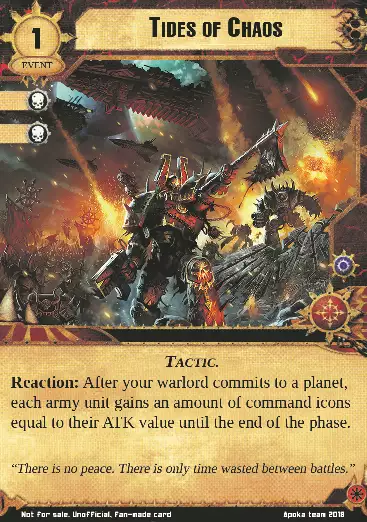 TIDES OF CHAOS
1
EVENT
TACTIC.
Reaction: After your warlord commits to a planet,
each army unit gains an amount of command icons
equal to their ATK value until the end of the phase.
“There is no peace. There is only time wasted between battles.”
Not for sale. Unofficial. Fan-made card
Apoka team 2018